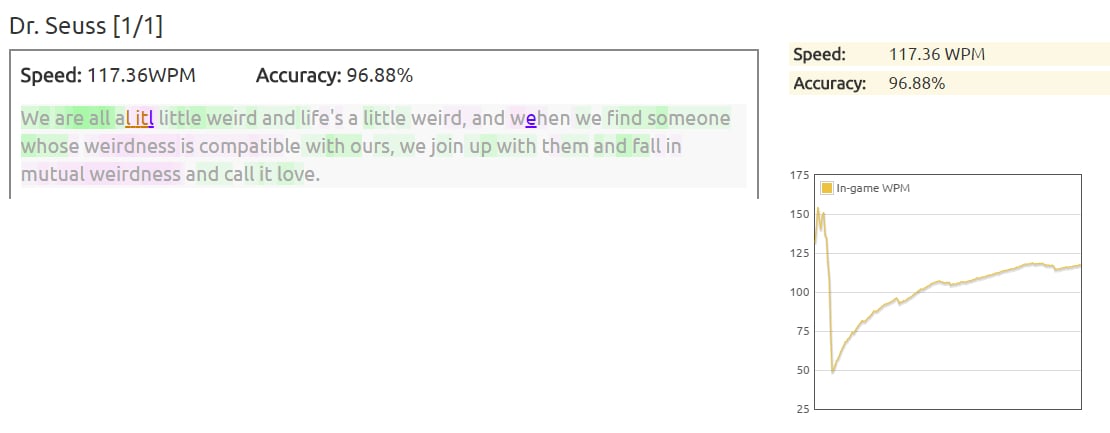 Dr. Seuss [1/1]
Speed: 117.36WPM Accuracy: 96.88%
We are all al itl little weird and life's a little weird, and wehen we find someone
whose weirdness is compatible with ours, we join up with them and fall in
mutual weirdness and call it love.
Speed: 117.36 WPM
Accuracy: 96.88%
175
In-game WPM
150
125
100
75
50
25